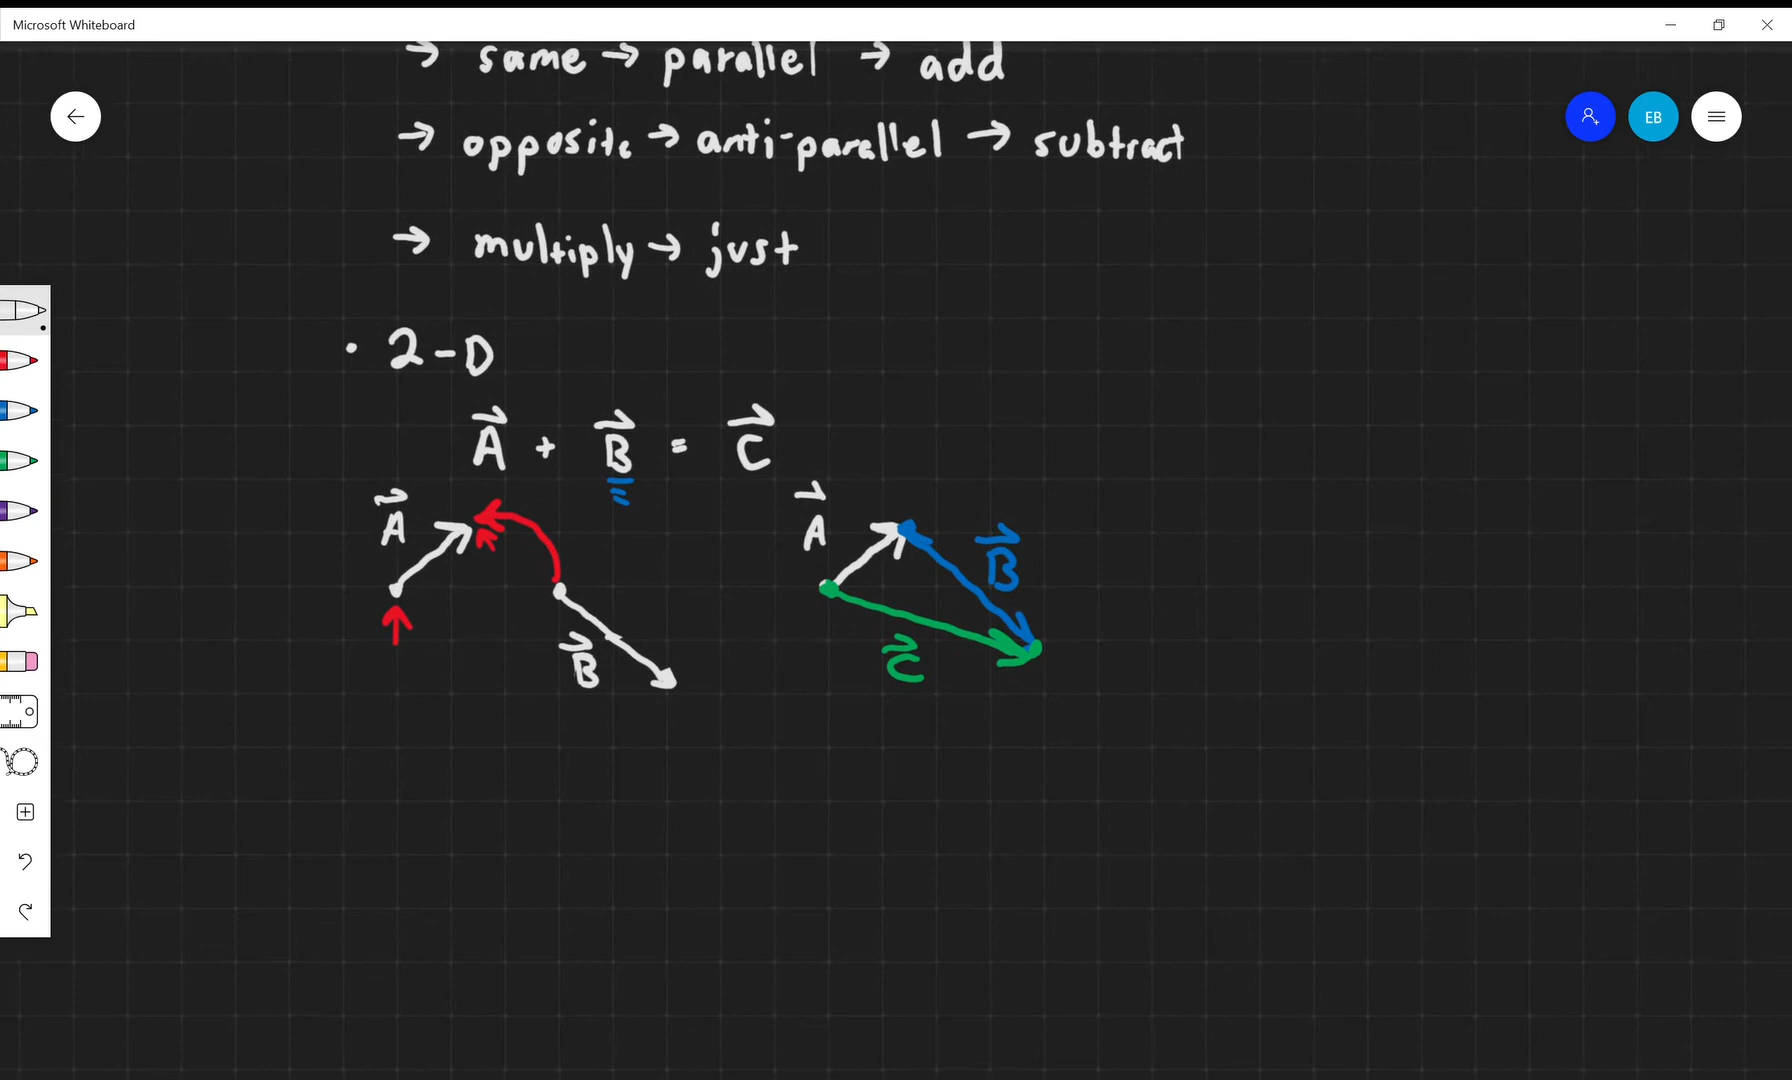 Microsoft Whiteboard
→ same → parallel → add
→ opposite → anti-parallel → subtract
EB
→ multiply → just
• 2-D
A⃗ + B⃗ = C⃗
A⃗
B⃗
A⃗
B⃗
C⃗